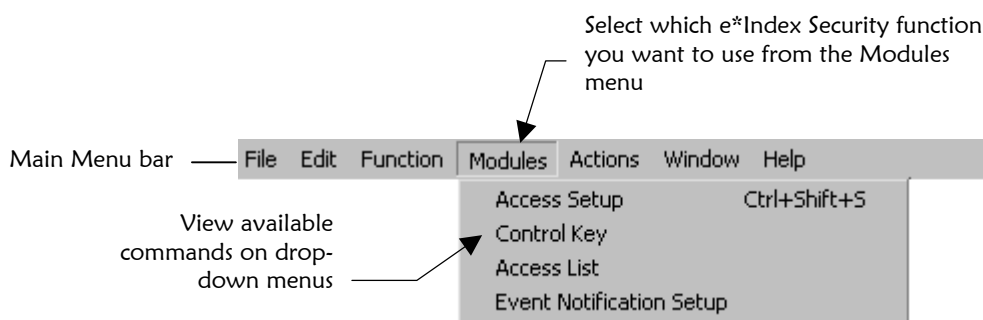 Select which e*Index Security function
you want to use from the Modules
menu
Main Menu bar
File Edit Function Modules Actions Window Help
View available
commands on drop-
down menus
Access Setup Ctrl+Shift+S
Control Key
Access List
Event Notification Setup